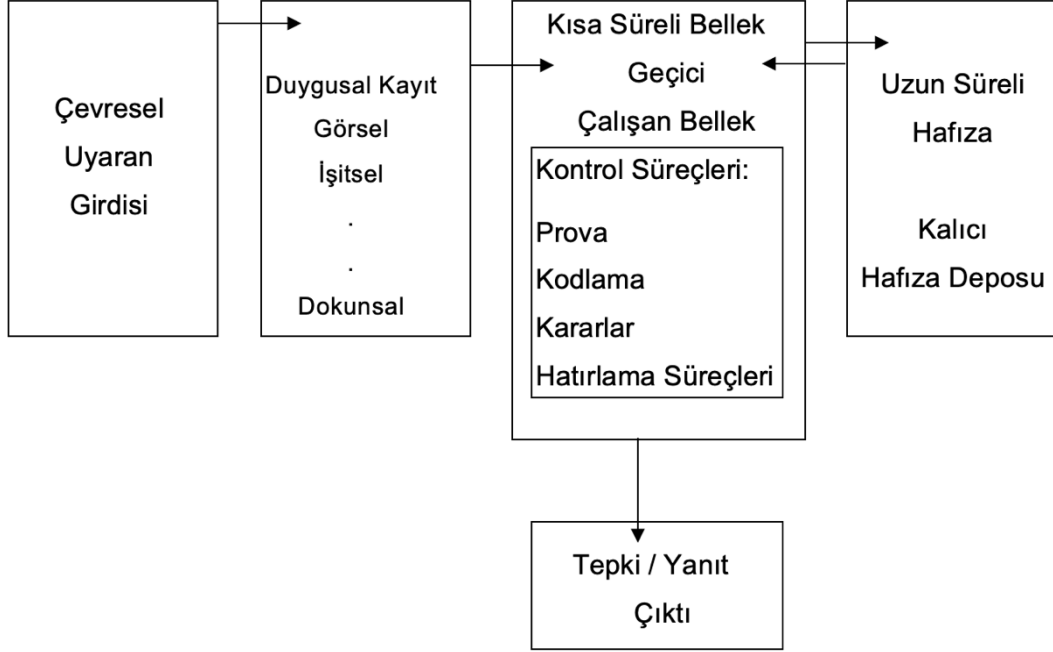 Çevresel
Uyaran
Girdisi
Duygusal Kayıt
Görsel
İşitsel
.
.
Dokunsal
Kısa Süreli Bellek
Geçici
Çalışan Bellek
Kontrol Süreçleri:
Prova
Kodlama
Kararlar
Hatırlama Süreçleri
Uzun Süreli
Hafıza
Kalıcı
Hafıza Deposu
Tepki / Yanıt
Çıktı